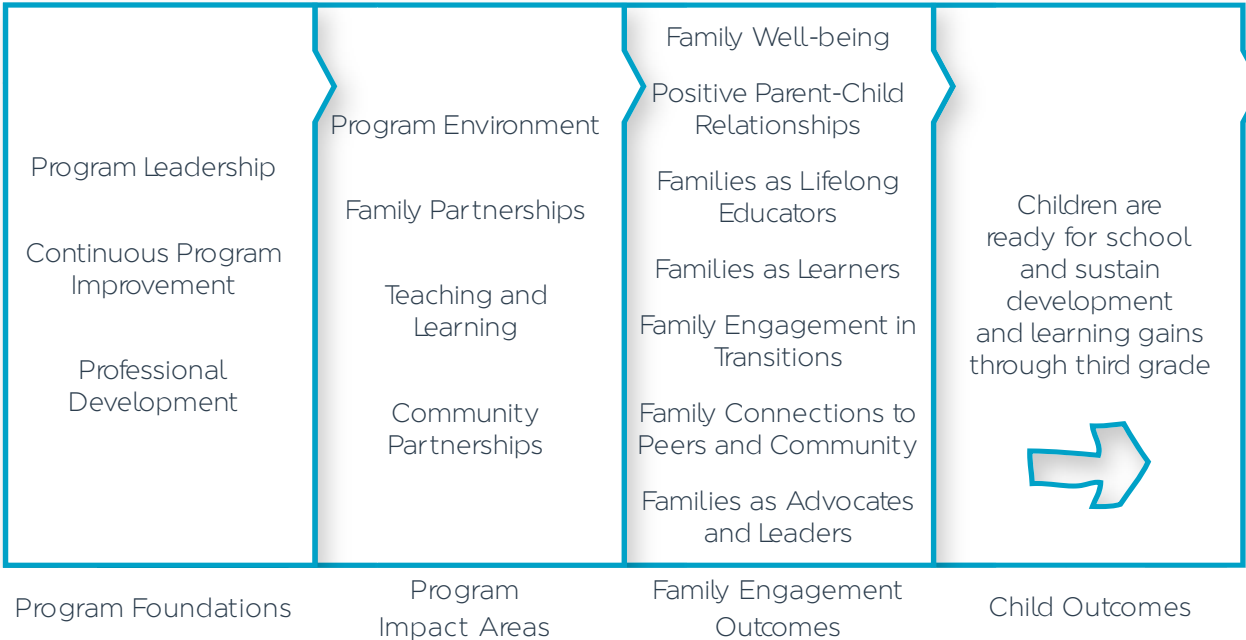 Program Leadership
Continuous Program
Improvement
Professional
Development
Program Environment
Family Partnerships
Teaching and
Learning
Community
Partnerships
Family Well-being
Positive Parent-Child
Relationships
Families as Lifelong
Educators
Families as Learners
Family Engagement in
Transitions
Family Connections to
Peers and Community
Families as Advocates
and Leaders
Children are
ready for school
and sustain
development
and learning gains
through third grade
Program Foundations
Program
Impact Areas
Family Engagement
Outcomes
Child Outcomes